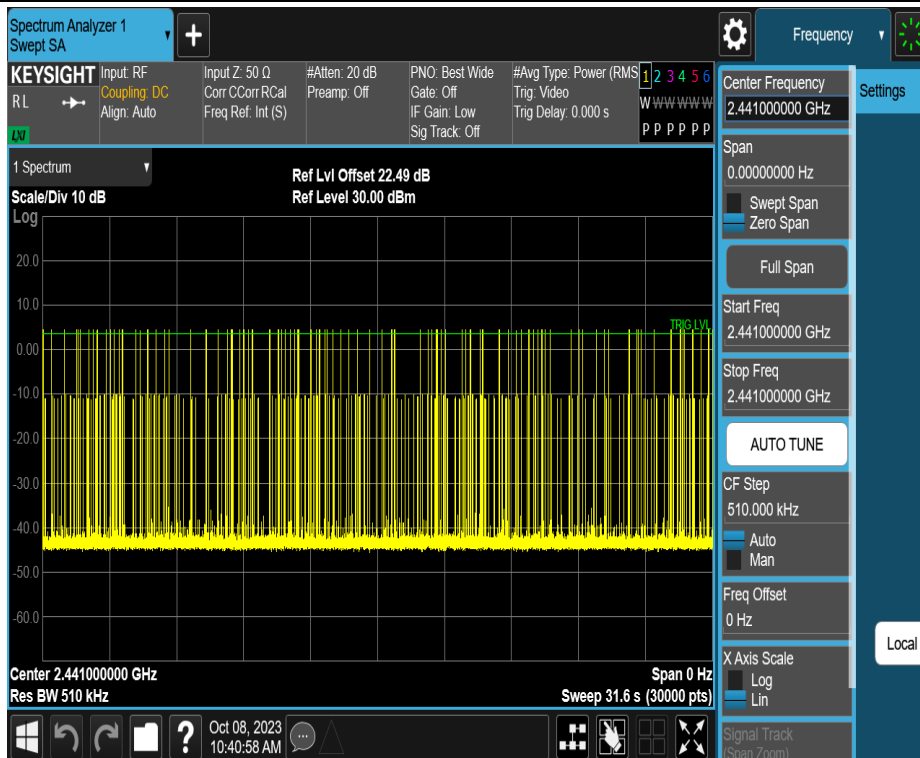 Spectrum Analyzer 1
Swept SA
+
Frequency
KEYSIGHT
R L
LXI
Input: RF
Coupling: DC
Align: Auto
Input Z: 50 Ω
Corr CCorr RCal
Freq Ref: Int (S)
#Atten: 20 dB
Preamp: Off
PNO: Best Wide
Gate: Off
IF Gain: Low
Sig Track: Off
#Avg Type: Power (RMS
Trig: Video
Trig Delay: 0.000 s
1 2 3 4 5 6
W W W W W W
P P P P P P
1 Spectrum
Scale/Div 10 dB
Log
Ref Lvl Offset 22.49 dB
Ref Level 30.00 dBm
20.0
10.0
TRIG LVL
0.00
-10.0
-20.0
-30.0
-40.0
-50.0
-60.0
Center 2.441000000 GHz
Res BW 510 kHz
Span 0 Hz
Sweep 31.6 s (30000 pts)
?
Oct 08, 2023
10:40:58 AM
Center Frequency
2.441000000 GHz
Span
0.00000000 Hz
Swept Span
Zero Span
Full Span
Start Freq
2.441000000 GHz
Stop Freq
2.441000000 GHz
AUTO TUNE
CF Step
510.000 kHz
Auto
Man
Freq Offset
0 Hz
X Axis Scale
Log
Lin
Signal Track
(Span Zoom)
Settings
Local